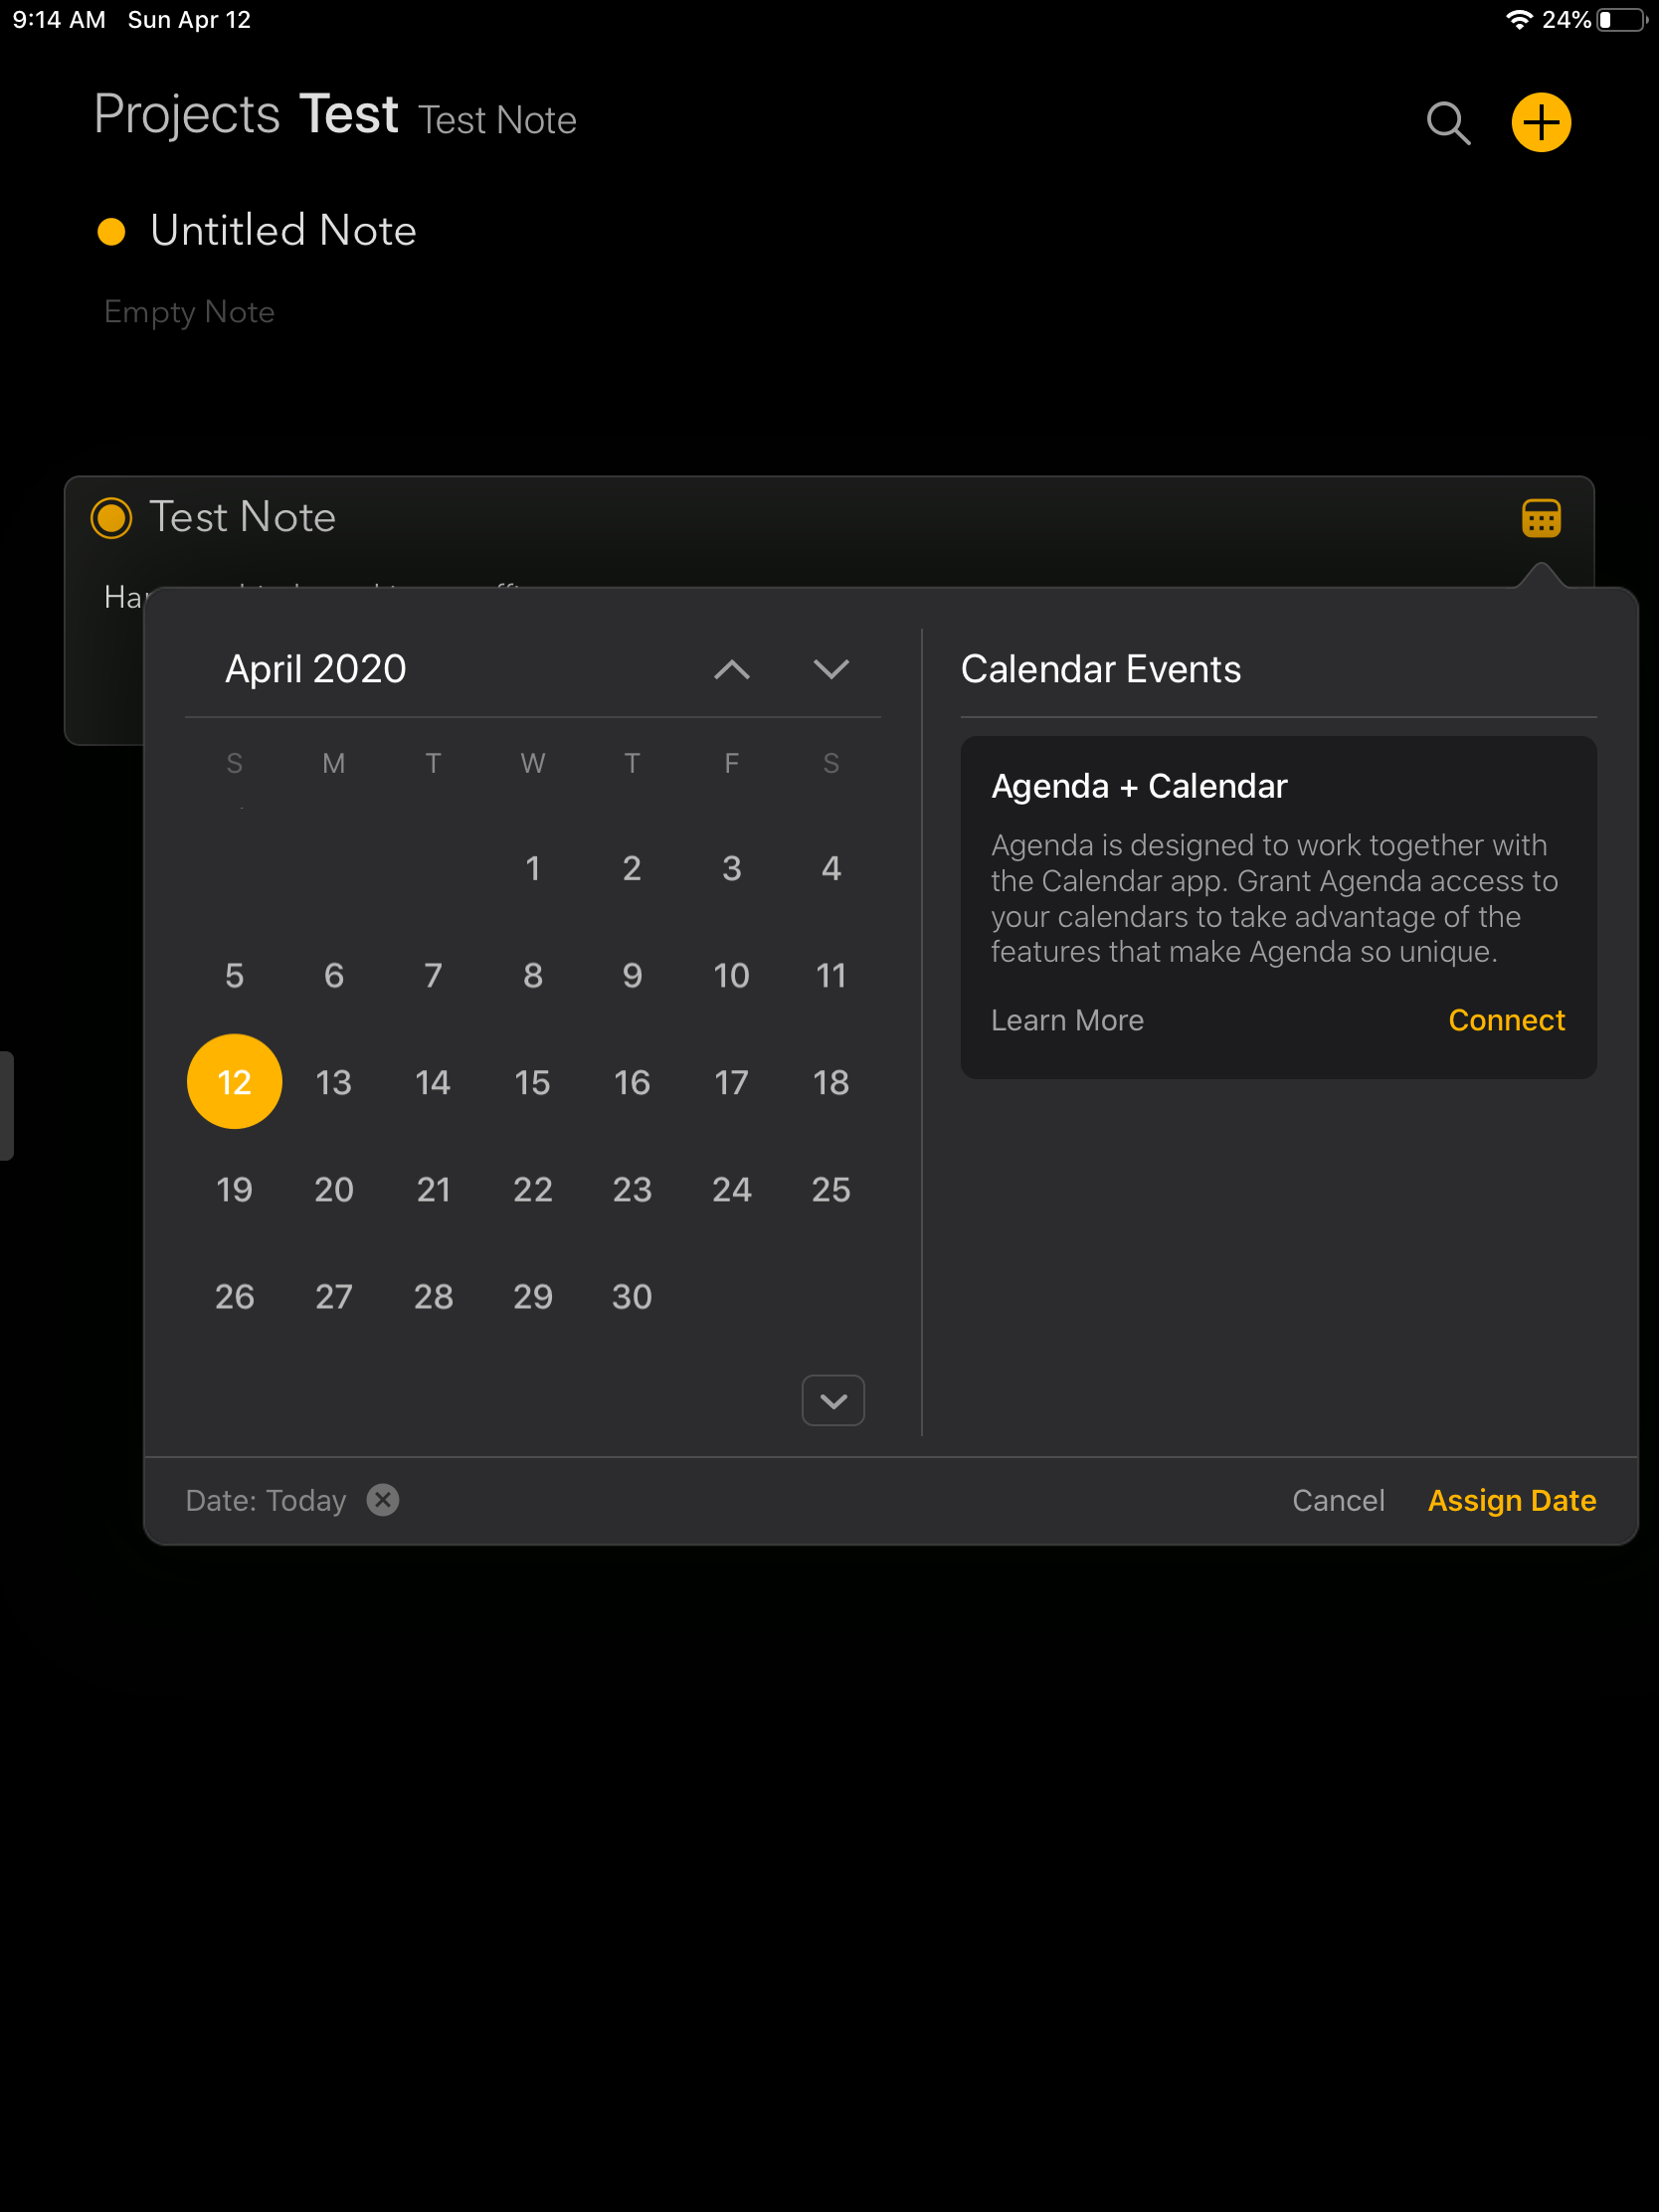 9:14 AM Sun Apr 12 24%
Projects Test Test Note
Untitled Note
Empty Note
Test Note
April 2020
S M T W T F S
1 2 3 4
5 6 7 8 9 10 11
12 13 14 15 16 17 18
19 20 21 22 23 24 25
26 27 28 29 30
Calendar Events
Agenda + Calendar
Agenda is designed to work together with
the Calendar app. Grant Agenda access to
your calendars to take advantage of the
features that make Agenda so unique.
Learn More Connect
Date: Today Cancel Assign Date